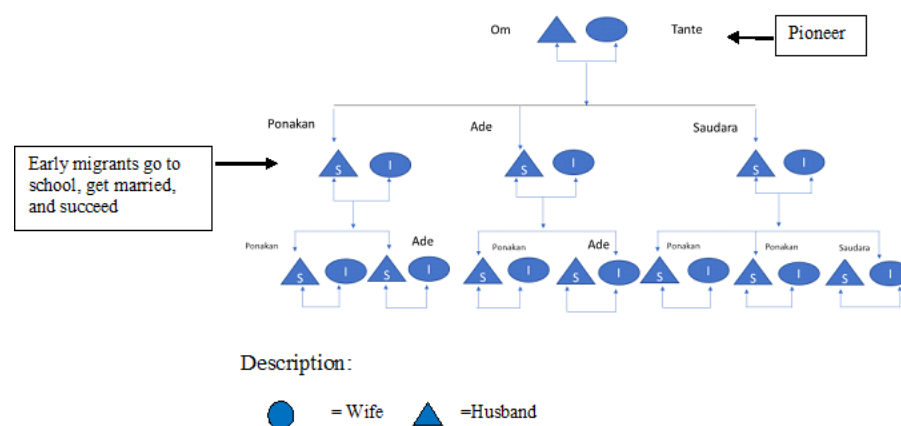 Om Tante Pioneer
Ponakan Ade Saudara
Early migrants go to
school, get married,
and succeed
S I S I S I
Ponakan Ade Ponakan Ade Ponakan Ponakan Saudara
S I S I S I S I S I S I S I
Description:
= Wife =Husband